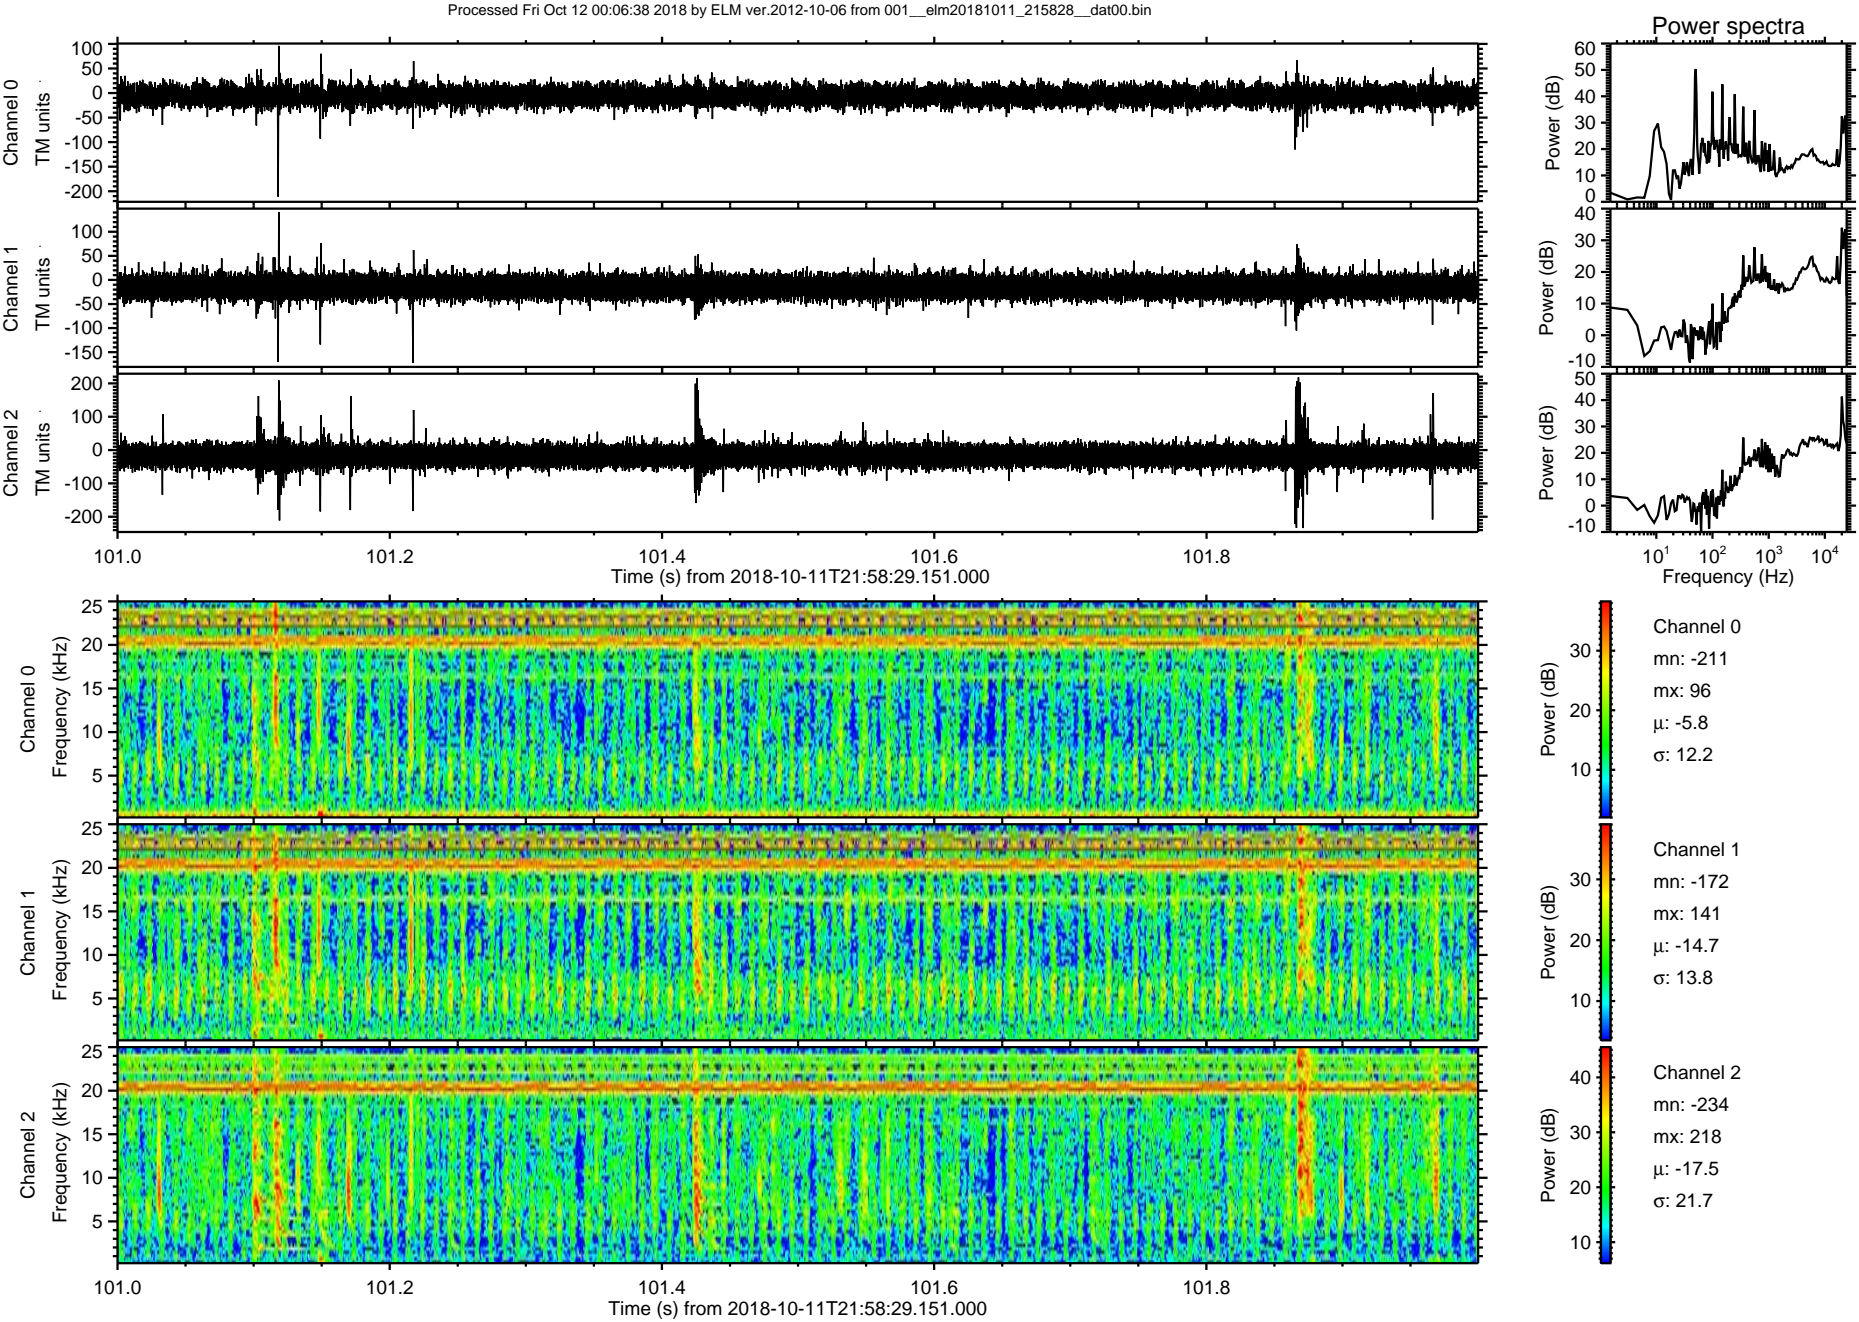 Processed Fri Oct 12 00:06:38 2018 by ELM ver.2012-10-06 from 001__elm20181011_215828__dat00.bin
Power spectra
Channel 0
TM units
100
50
0
-50
-100
-150
-200
Power (dB)
60
50
40
30
20
10
0
Channel 1
TM units
100
50
0
-50
-100
-150
Power (dB)
40
30
20
10
0
-10
Channel 2
TM units
200
100
0
-100
-200
Power (dB)
50
40
30
20
10
0
-10
101.0 101.2 101.4 101.6 101.8
Time (s) from 2018-10-11T21:58:29.151.000
10¹ 10² 10³ 10⁴
Frequency (Hz)
Channel 0
Frequency (kHz)
25
20
15
10
5
Power (dB)
30
20
10
Channel 0
mn: -211
mx: 96
μ: -5.8
σ: 12.2
Channel 1
Frequency (kHz)
25
20
15
10
5
Power (dB)
30
20
10
Channel 1
mn: -172
mx: 141
μ: -14.7
σ: 13.8
Channel 2
Frequency (kHz)
25
20
15
10
5
Power (dB)
40
30
20
10
Channel 2
mn: -234
mx: 218
μ: -17.5
σ: 21.7
101.0 101.2 101.4 101.6 101.8
Time (s) from 2018-10-11T21:58:29.151.000